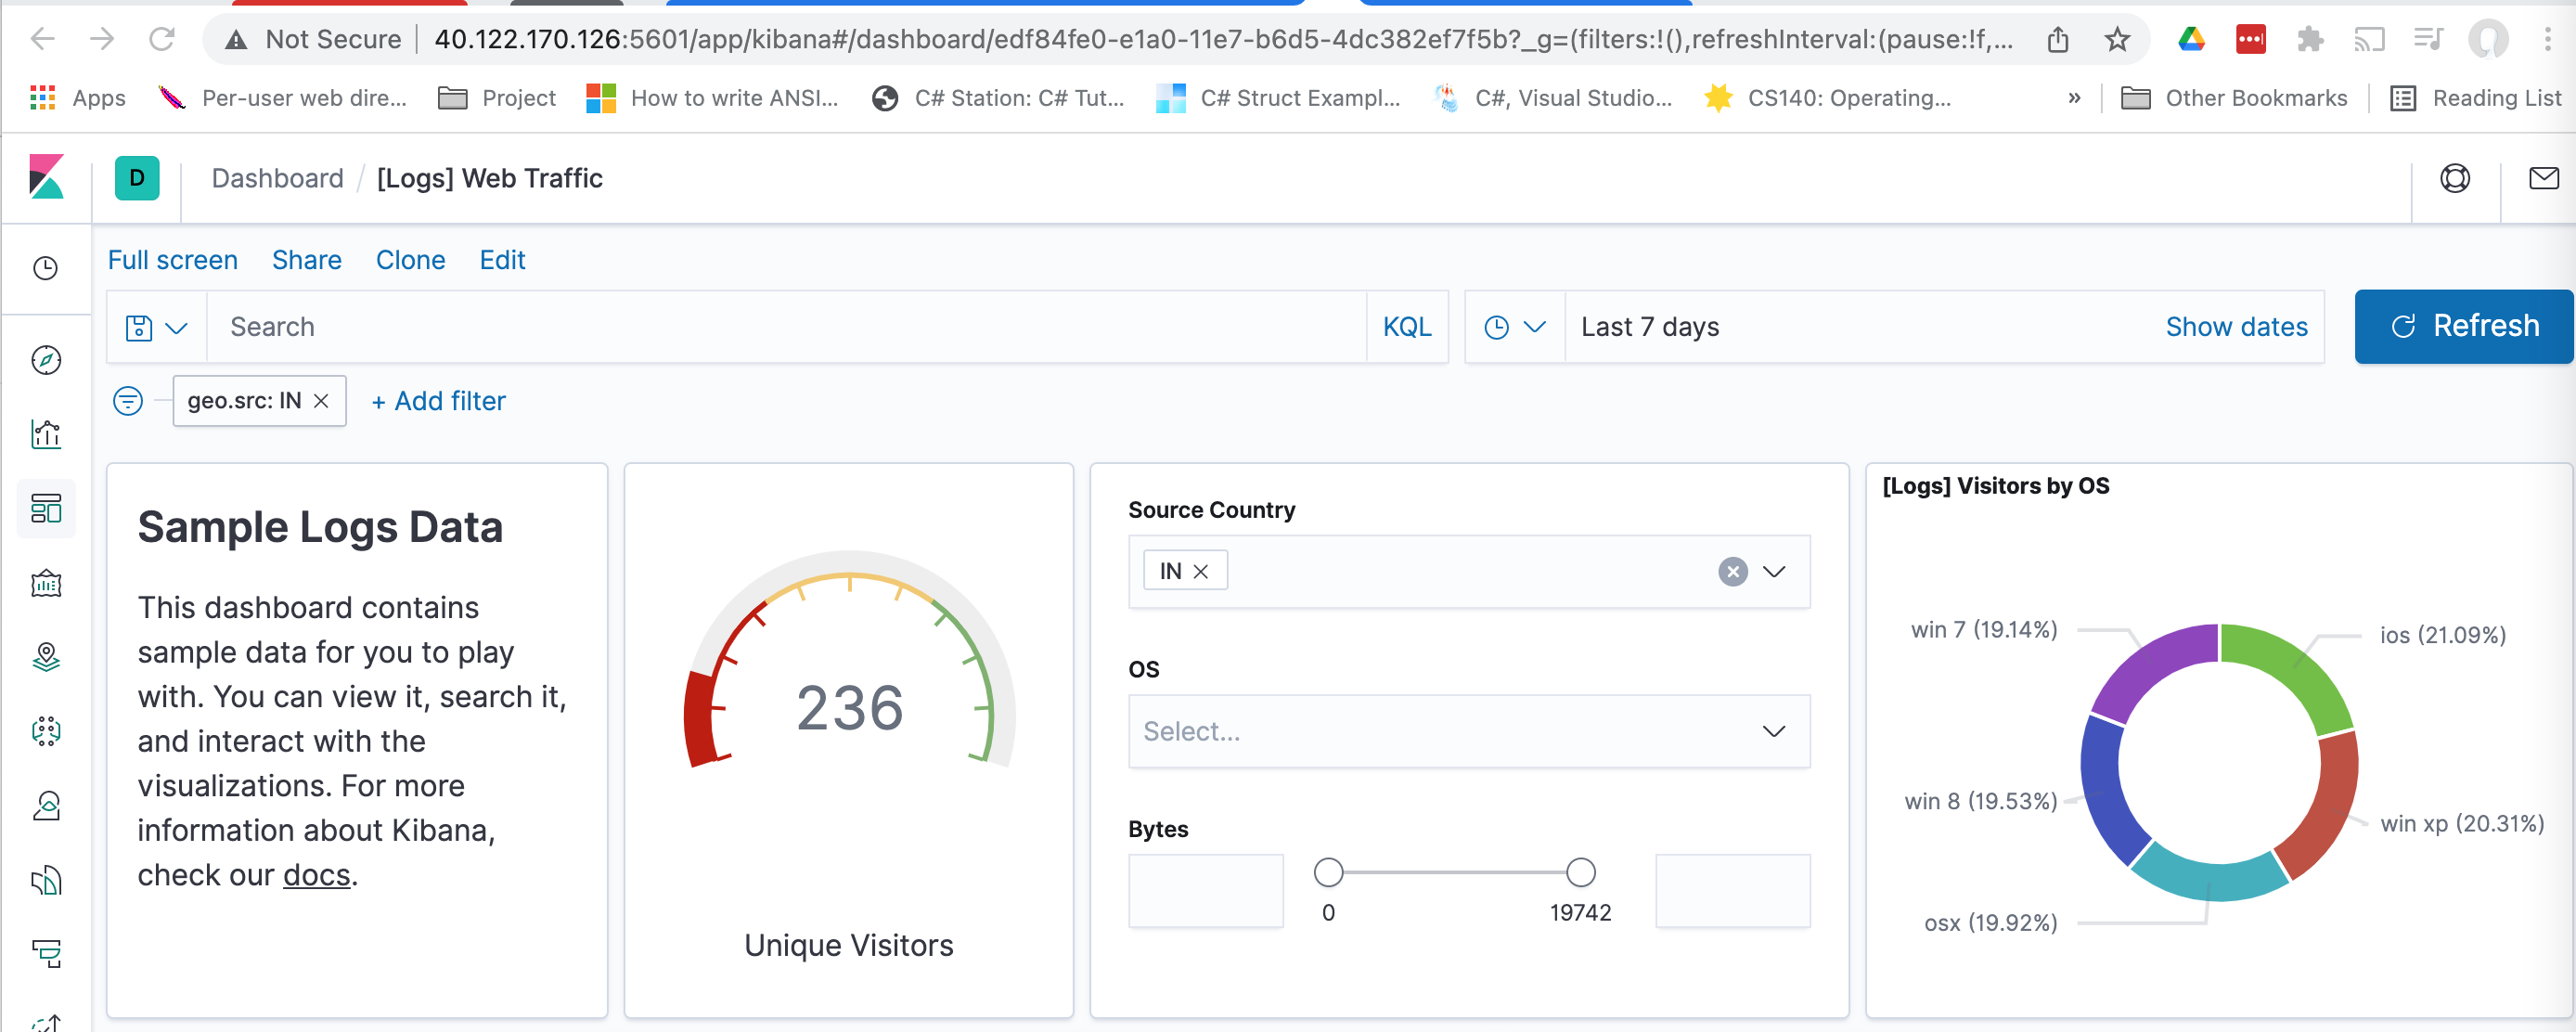 Not Secure 40.122.170.126:5601/app/kibana#/dashboard/edf84fe0-e1a0-11e7-b6d5-4dc382ef7f5b?_g=(filters:!(),refreshInterval:(pause:!f,...
Apps Per-user web dire... Project How to write ANSI... C# Station: C# Tut... C# Struct Exampl... C#, Visual Studio... CS140: Operating... » Other Bookmarks Reading List
D Dashboard / [Logs] Web Traffic
Full screen Share Clone Edit
Search KQL Last 7 days Show dates Refresh
geo.src: IN + Add filter
Sample Logs Data
This dashboard contains
sample data for you to play
with. You can view it, search it,
and interact with the
visualizations. For more
information about Kibana,
check our docs.
236
Unique Visitors
Source Country
IN
OS
Select...
Bytes
0 19742
[Logs] Visitors by OS
win 7 (19.14%)
ios (21.09%)
win 8 (19.53%)
win xp (20.31%)
osx (19.92%)